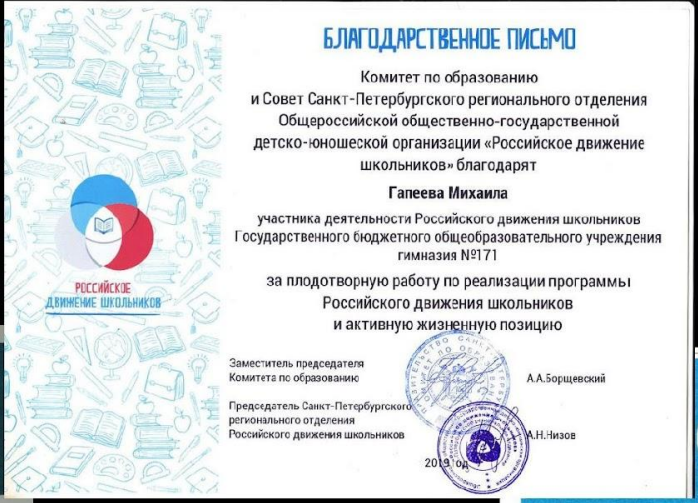 БЛАГОДАРСТВЕННОЕ ПИСЬМО
Комитет по образованию
и Совет Санкт-Петербургского регионального отделения
Общероссийской общественно-государственной
детско-юношеской организации «Российское движение
школьников» благодарят
Гапеева Михаила
участника деятельности Российского движения школьников
Государственного бюджетного общеобразовательного учреждения
гимназия №171
за плодотворную работу по реализации программы
Российского движения школьников
и активную жизненную позицию
РОССИЙСКОЕ
ДВИЖЕНИЕ ШКОЛЬНИКОВ
Заместитель председателя
Комитета по образованию
А.А.Борщевский
Председатель Санкт-Петербургского
регионального отделения
Российского движения школьников
А.Н.Низов
2019 год